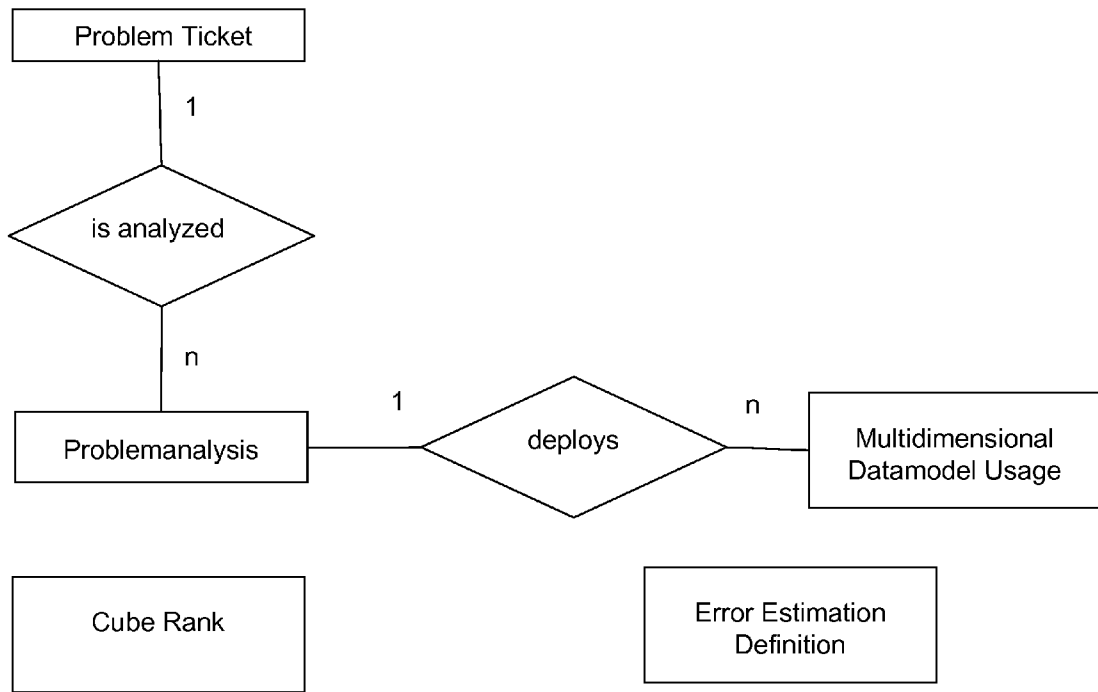 Problem Ticket
1
is analyzed
n
Problemanalysis
1
deploys
n
Multidimensional
Datamodel Usage
Cube Rank
Error Estimation
Definition